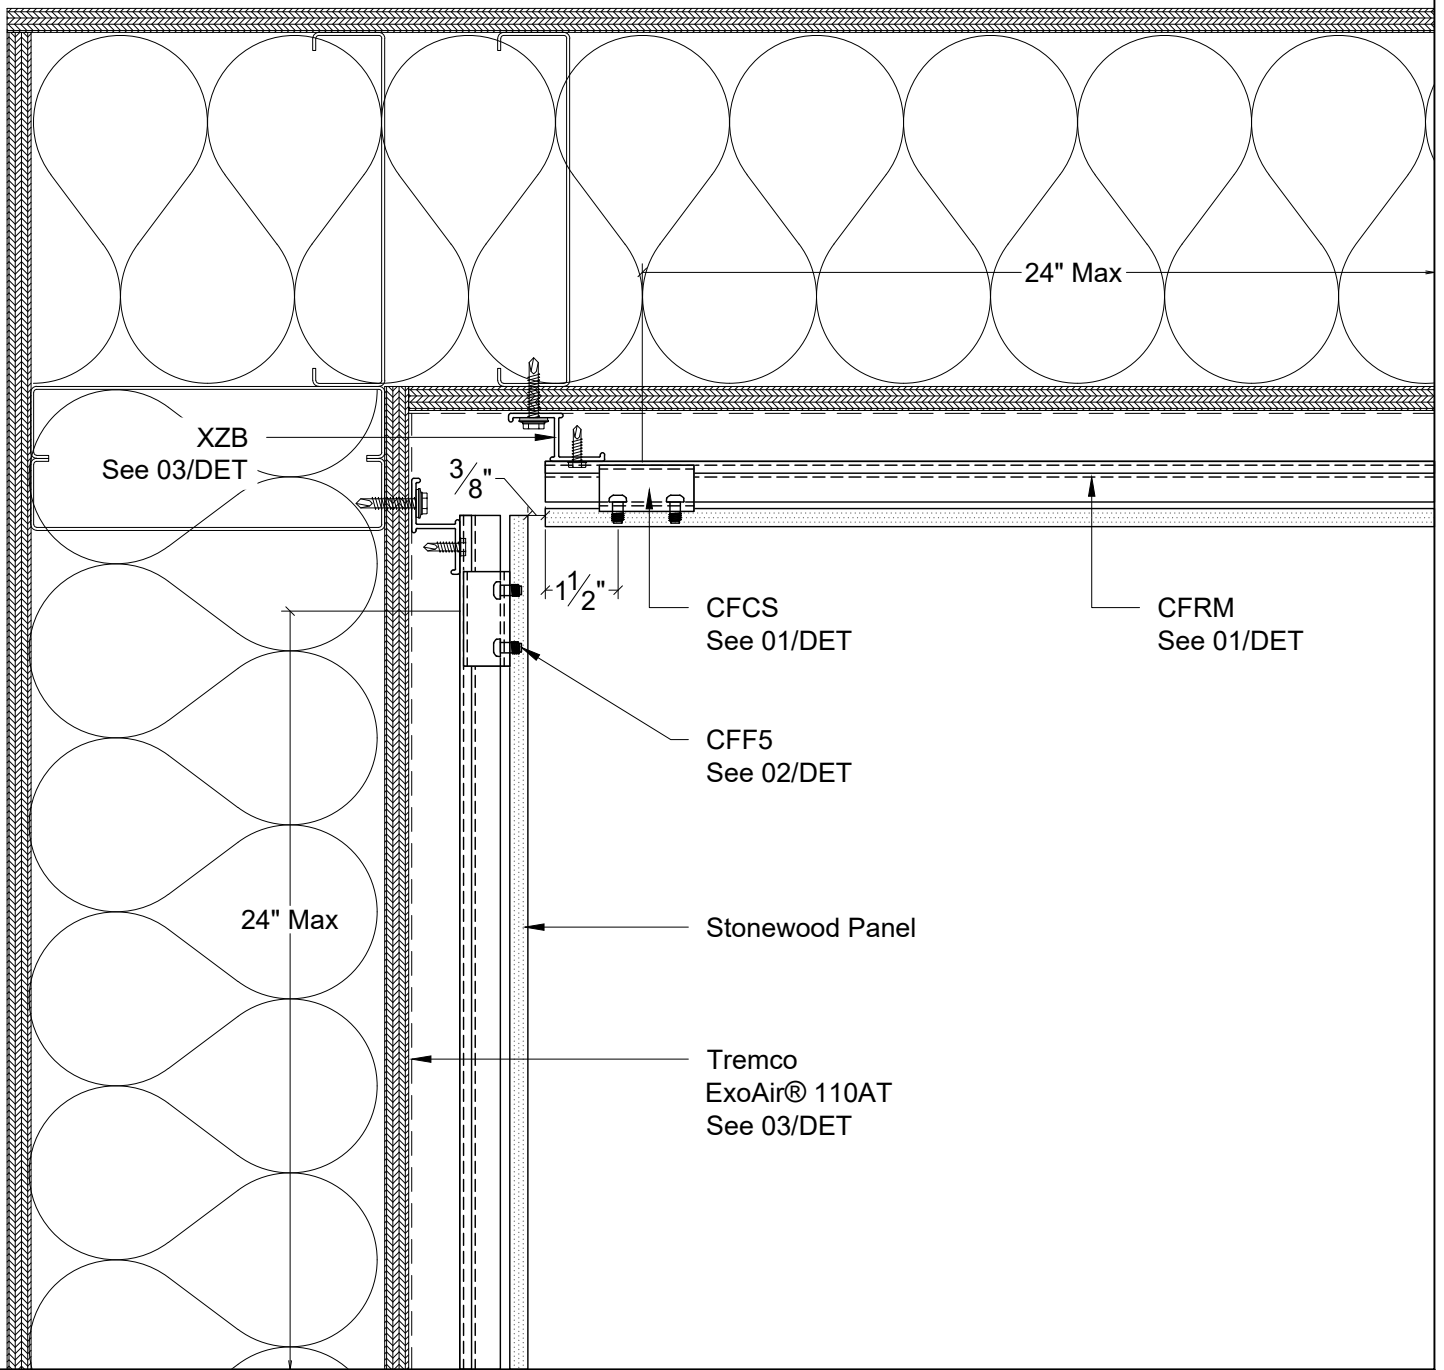 24" Max
XZB
See 03/DET
3/8"
1 1/2"
CFCS
See 01/DET
CFRM
See 01/DET
CFF5
See 02/DET
24" Max
Stonewood Panel
Tremco
ExoAir® 110AT
See 03/DET